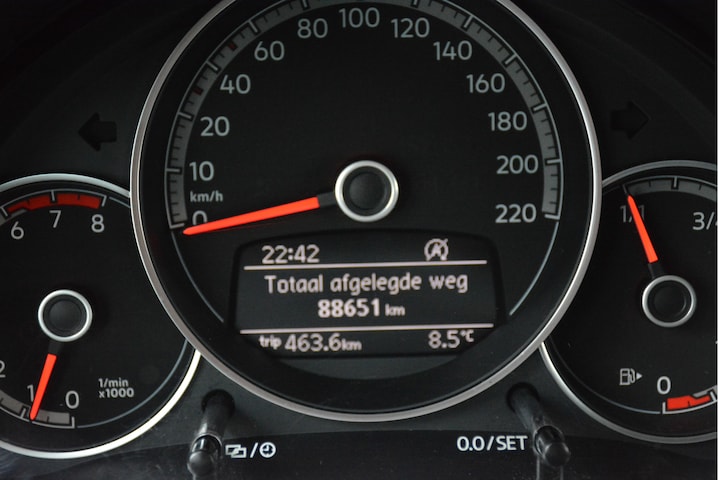 6 7 8
1 0
1/min
x1000
0 10 20 40 60 80 100 120 140 160 180 200 220
km/h
22:42
Totaal afgelegde weg
88651 km
trip 463.6 km 8.5°C
1/1 3/4
0
0.0/SET